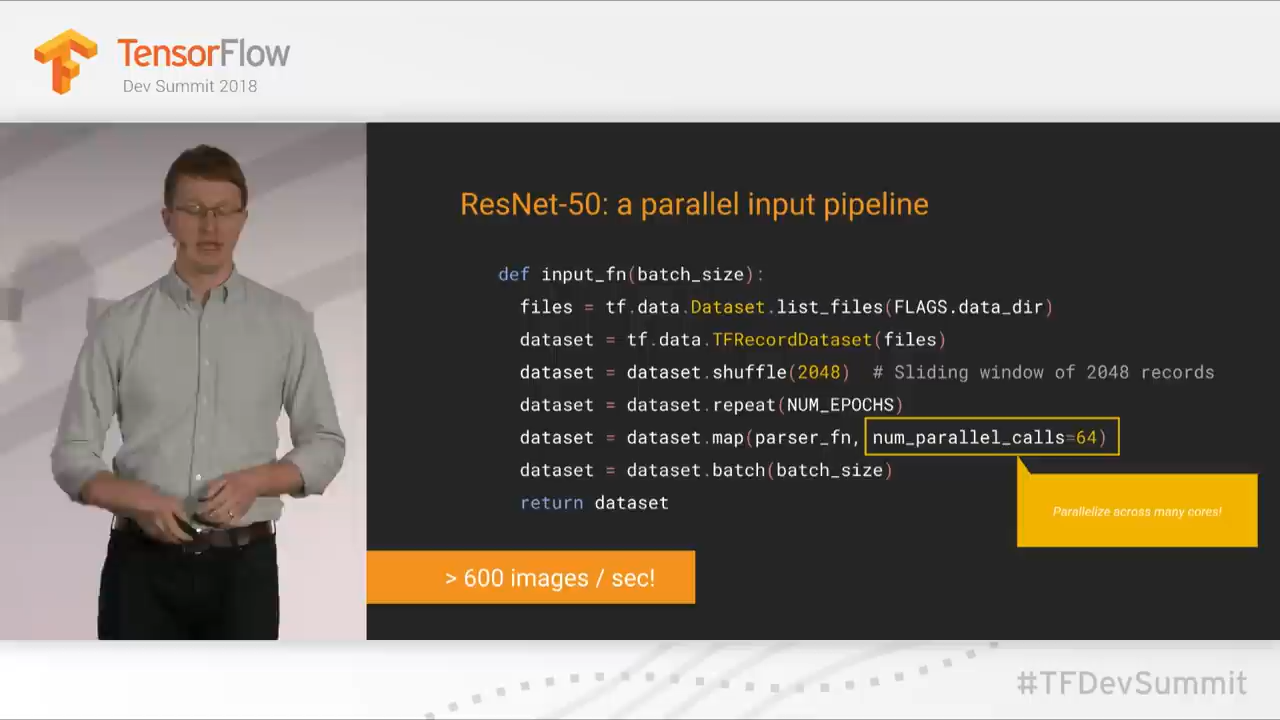 TensorFlow
Dev Summit 2018
ResNet-50: a parallel input pipeline
def input_fn(batch_size):
files = tf.data.Dataset.list_files(FLAGS.data_dir)
dataset = tf.data.TFRecordDataset(files)
dataset = dataset.shuffle(2048)  # Sliding window of 2048 records
dataset = dataset.repeat(NUM_EPOCHS)
dataset = dataset.map(parser_fn, num_parallel_calls=64)
dataset = dataset.batch(batch_size)
return dataset
Parallelize across many cores!
> 600 images / sec!
#TFDevSummit